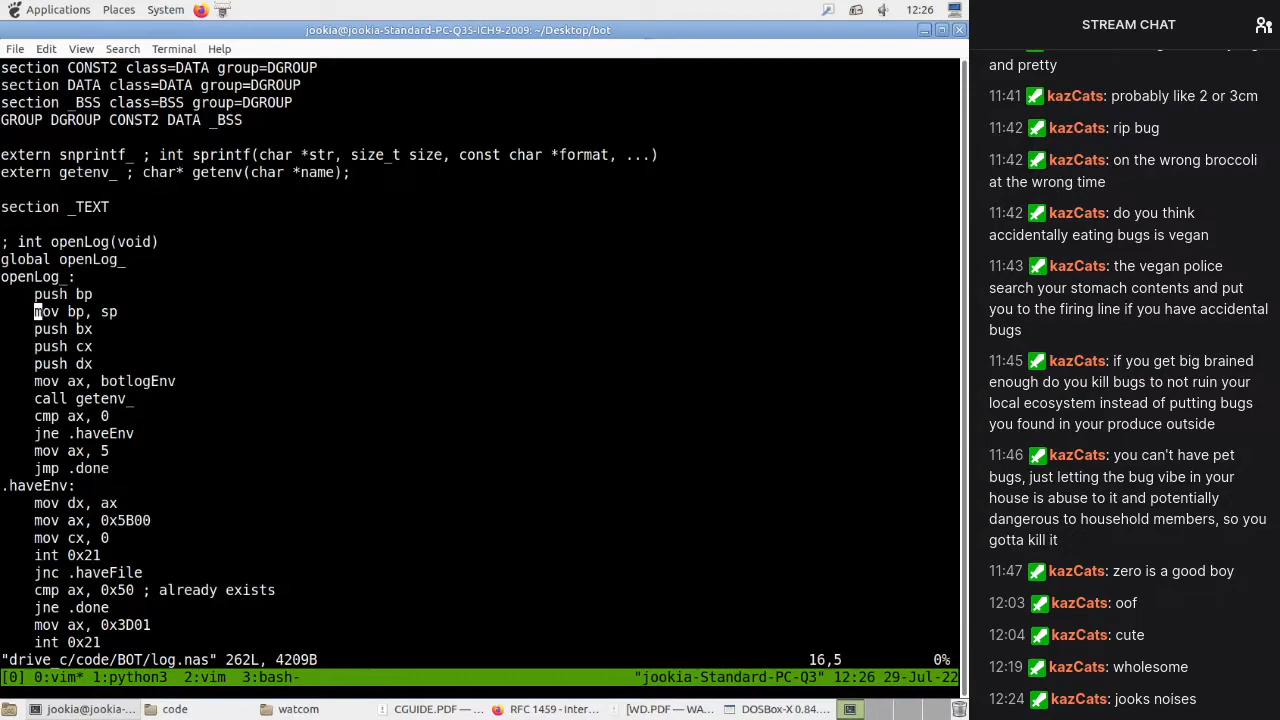 Applications Places System 12:26
jookia@jookia-Standard-PC-Q35-ICH9-2009: ~/Desktop/bot
File Edit View Search Terminal Help
section CONST2 class=DATA group=DGROUP
section DATA class=DATA group=DGROUP
section _BSS class=BSS group=DGROUP
GROUP DGROUP CONST2 DATA _BSS
extern snprintf_ ; int sprintf(char *str, size_t size, const char *format, ...)
extern getenv_ ; char* getenv(char *name);
section _TEXT
; int openLog(void)
global openLog_
openLog_:
push bp
mov bp, sp
push bx
push cx
push dx
mov ax, botlogEnv
call getenv_
cmp ax, 0
jne .haveEnv
mov ax, 5
jmp .done
.haveEnv:
mov dx, ax
mov ax, 0x5B00
mov cx, 0
int 0x21
jnc .haveFile
cmp ax, 0x50 ; already exists
jne .done
mov ax, 0x3D01
int 0x21
"drive_c/code/BOT/log.nas" 262L, 4209B 16,5 0%
[0] 0:vim* 1:python3 2:vim 3:bash- "jookia-Standard-PC-Q3" 12:26 29-Jul-22
jookia@jookia-... code watcom CGUIDE.PDF — ... RFC 1459 - Inter... [WD.PDF — WA... DOSBox-X 0.84....
STREAM CHAT
and pretty
11:41 kazCats: probably like 2 or 3cm
11:42 kazCats: rip bug
11:42 kazCats: on the wrong broccoli
at the wrong time
11:42 kazCats: do you think
accidentally eating bugs is vegan
11:43 kazCats: the vegan police
search your stomach contents and put
you to the firing line if you have accidental
bugs
11:45 kazCats: if you get big brained
enough do you kill bugs to not ruin your
local ecosystem instead of putting bugs
you found in your produce outside
11:46 kazCats: you can't have pet
bugs, just letting the bug vibe in your
house is abuse to it and potentially
dangerous to household members, so you
gotta kill it
11:47 kazCats: zero is a good boy
12:03 kazCats: oof
12:04 kazCats: cute
12:19 kazCats: wholesome
12:24 kazCats: jooks noises